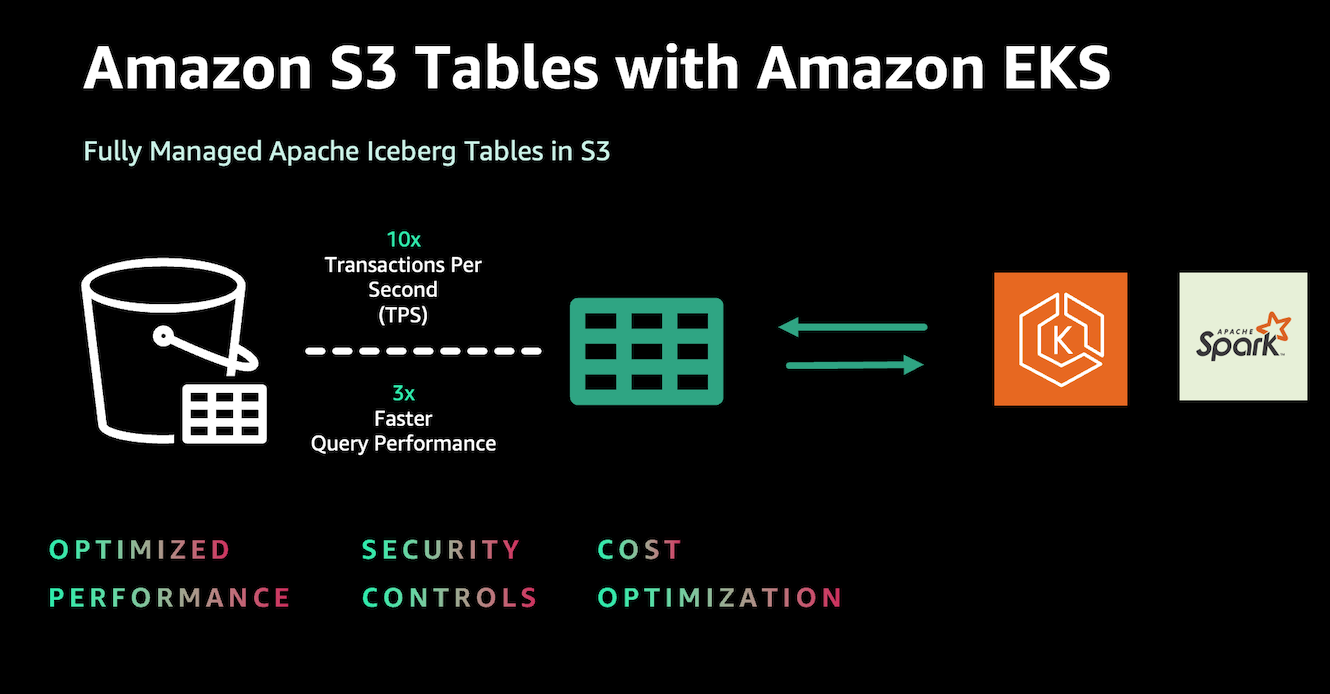 Amazon S3 Tables with Amazon EKS
Fully Managed Apache Iceberg Tables in S3
10x
Transactions Per
Second
(TPS)
3x
Faster
Query Performance
K
APACHE
Spark™
OPTIMIZED
PERFORMANCE
SECURITY
CONTROLS
COST
OPTIMIZATION